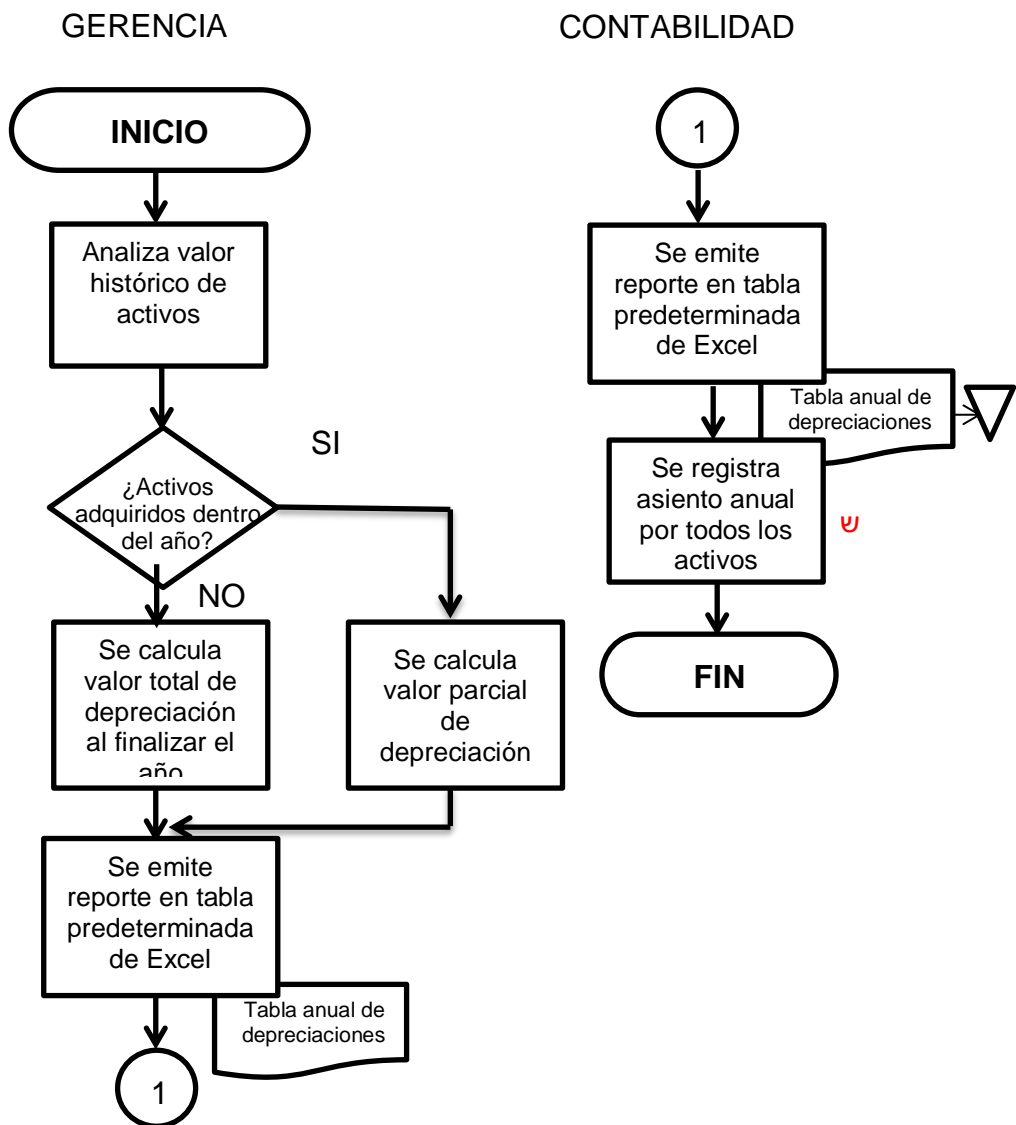 GERENCIA
CONTABILIDAD
INICIO
Analiza valor
histórico de
activos
SI
¿Activos
adquiridos dentro
del año?
NO
Se calcula
valor total de
depreciación
al finalizar el
año
Se calcula
valor parcial
de
depreciación
Se emite
reporte en tabla
predeterminada
de Excel
Tabla anual de
depreciaciones
1
1
Se emite
reporte en tabla
predeterminada
de Excel
Tabla anual de
depreciaciones
Se registra
asiento anual
por todos los
activos
ש
FIN